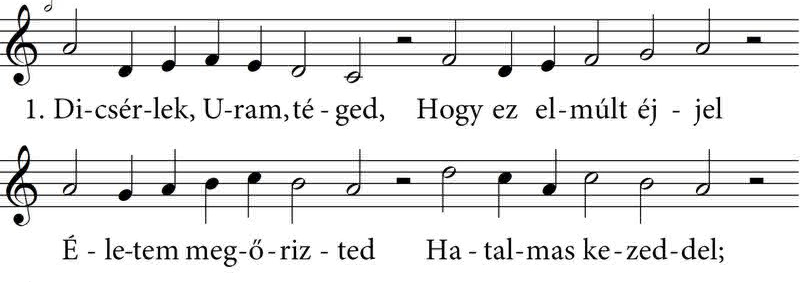 1. Di-csér-lek, U-ram, té - ged, Hogy ez el-múlt éj - jel
É - le-tem meg-ő-riz - ted Ha - tal-mas ke-zed-del;